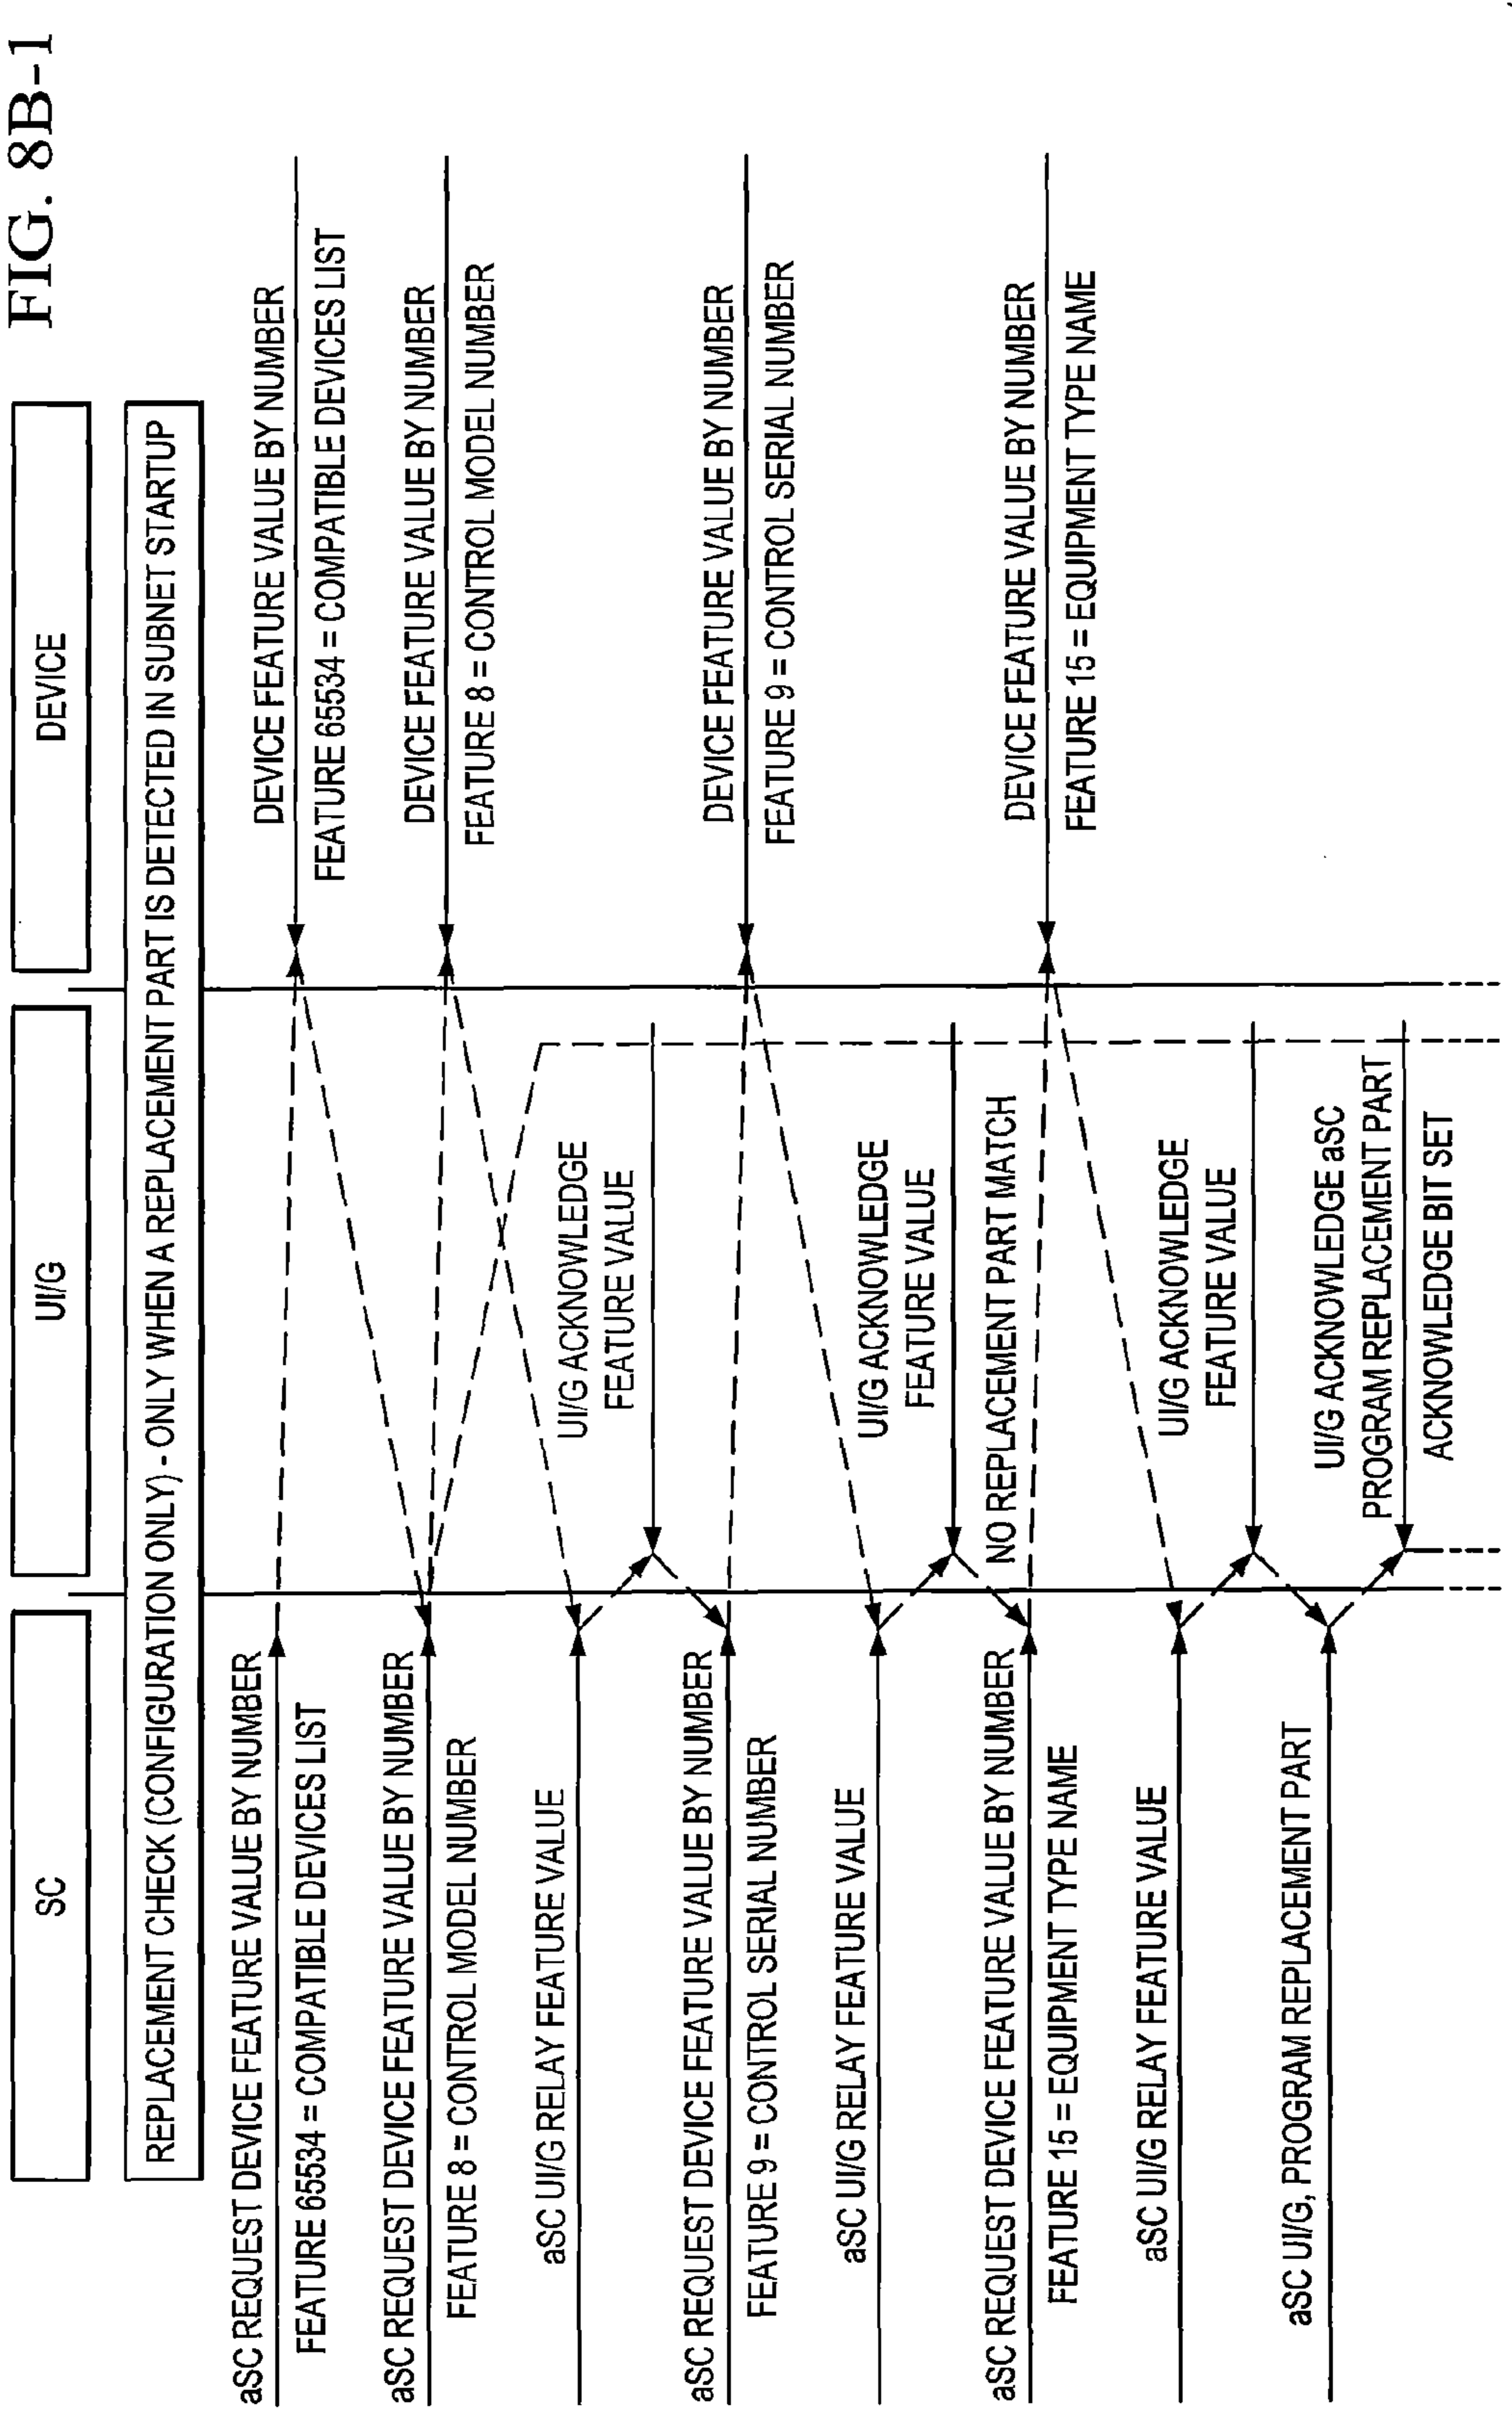 FIG. 8B-1
SC
UI/G
DEVICE
REPLACEMENT CHECK (CONFIGURATION ONLY) - ONLY WHEN A REPLACEMENT PART IS DETECTED IN SUBNET STARTUP
aSC REQUEST DEVICE FEATURE VALUE BY NUMBER
FEATURE 65534 = COMPATIBLE DEVICES LIST
DEVICE FEATURE VALUE BY NUMBER
FEATURE 65534 = COMPATIBLE DEVICES LIST
aSC REQUEST DEVICE FEATURE VALUE BY NUMBER
FEATURE 8 = CONTROL MODEL NUMBER
DEVICE FEATURE VALUE BY NUMBER
FEATURE 8 = CONTROL MODEL NUMBER
aSC UI/G RELAY FEATURE VALUE
UI/G ACKNOWLEDGE
FEATURE VALUE
aSC REQUEST DEVICE FEATURE VALUE BY NUMBER
FEATURE 9 = CONTROL SERIAL NUMBER
DEVICE FEATURE VALUE BY NUMBER
FEATURE 9 = CONTROL SERIAL NUMBER
aSC UI/G RELAY FEATURE VALUE
UI/G ACKNOWLEDGE
FEATURE VALUE
NO REPLACEMENT PART MATCH
aSC REQUEST DEVICE FEATURE VALUE BY NUMBER
FEATURE 15 = EQUIPMENT TYPE NAME
DEVICE FEATURE VALUE BY NUMBER
FEATURE 15 = EQUIPMENT TYPE NAME
aSC UI/G RELAY FEATURE VALUE
UI/G ACKNOWLEDGE
FEATURE VALUE
aSC UI/G, PROGRAM REPLACEMENT PART
UI/G ACKNOWLEDGE aSC
PROGRAM REPLACEMENT PART
ACKNOWLEDGE BIT SET